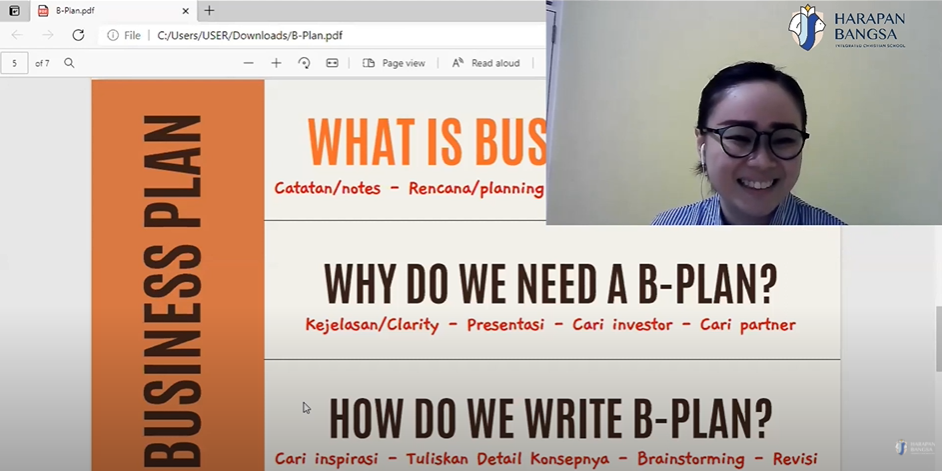 B-Plan.pdf
File C:/Users/USER/Downloads/B-Plan.pdf
5 of 7
Page view
Read aloud
HARAPAN
BANGSA
INTEGRATED CHRISTIAN SCHOOL
BUSINESS PLAN
WHAT IS BUS
Catatan/notes - Rencana/planning
WHY DO WE NEED A B-PLAN?
Kejelasan/Clarity - Presentasi - Cari investor - Cari partner
HOW DO WE WRITE B-PLAN?
Cari inspirasi - Tuliskan Detail Konsepnya - Brainstorming - Revisi
HARAPAN
BANGSA